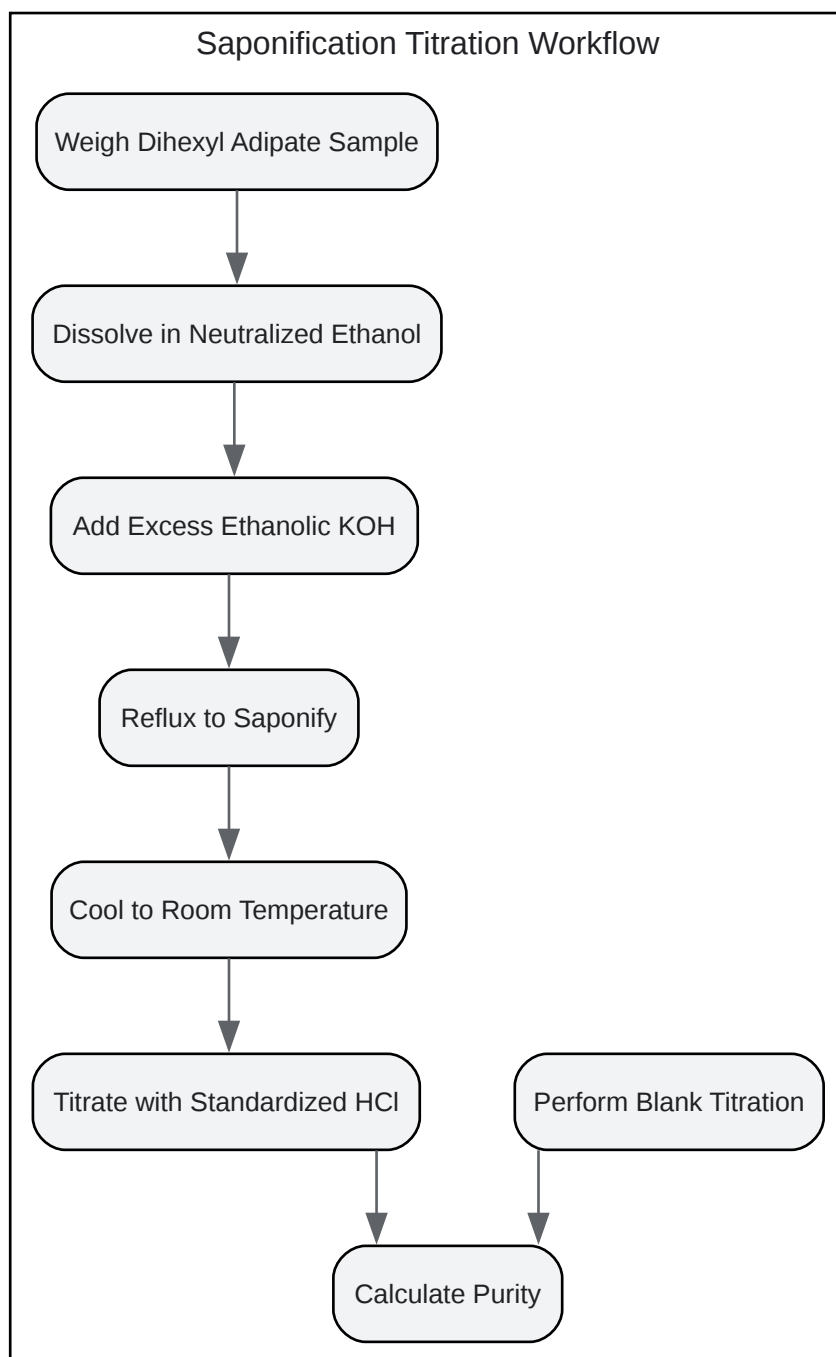 Saponification Titration Workflow
Weigh Dihexyl Adipate Sample
Dissolve in Neutralized Ethanol
Add Excess Ethanolic KOH
Reflux to Saponify
Cool to Room Temperature
Titrate with Standardized HCl
Perform Blank Titration
Calculate Purity